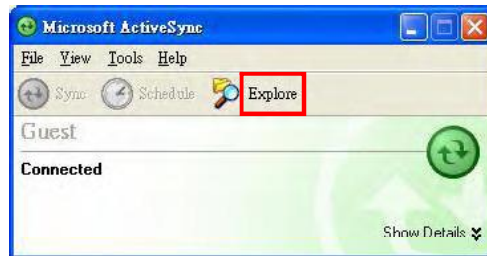 Microsoft ActiveSync
File View Tools Help
Sync Schedule Explore
Guest
Connected
Show Details